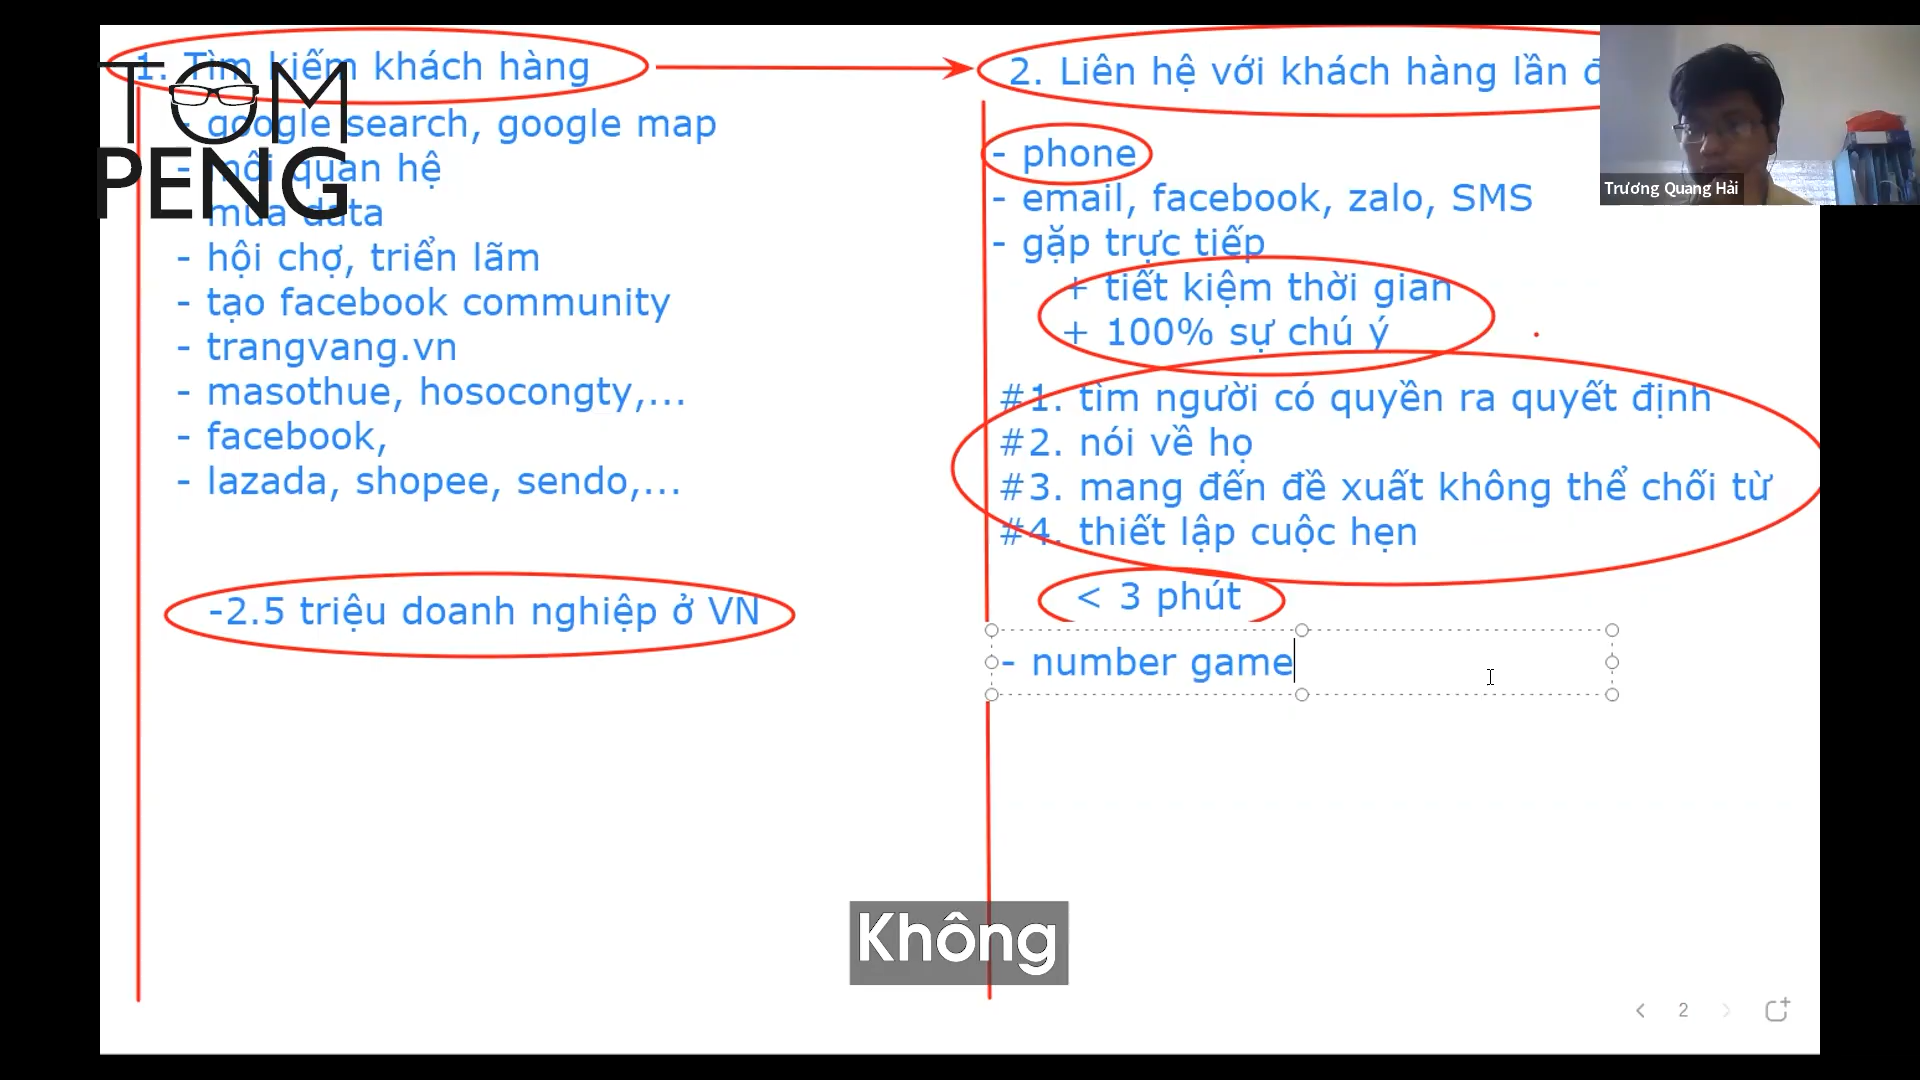 1. Tìm kiếm khách hàng
TOM
PENG
- google search, google map
- mối quan hệ
- mua data
- hội chợ, triển lãm
- tạo facebook community
- trangvang.vn
- masothue, hosocongty,...
- facebook,
- lazada, shopee, sendo,...
-2.5 triệu doanh nghiệp ở VN
2. Liên hệ với khách hàng lần đ
- phone
- email, facebook, zalo, SMS
- gặp trực tiếp
+ tiết kiệm thời gian
+ 100% sự chú ý
#1. tìm người có quyền ra quyết định
#2. nói về họ
#3. mang đến đề xuất không thể chối từ
#4. thiết lập cuộc hẹn
< 3 phút
- number game
Trương Quang Hải
Không
2